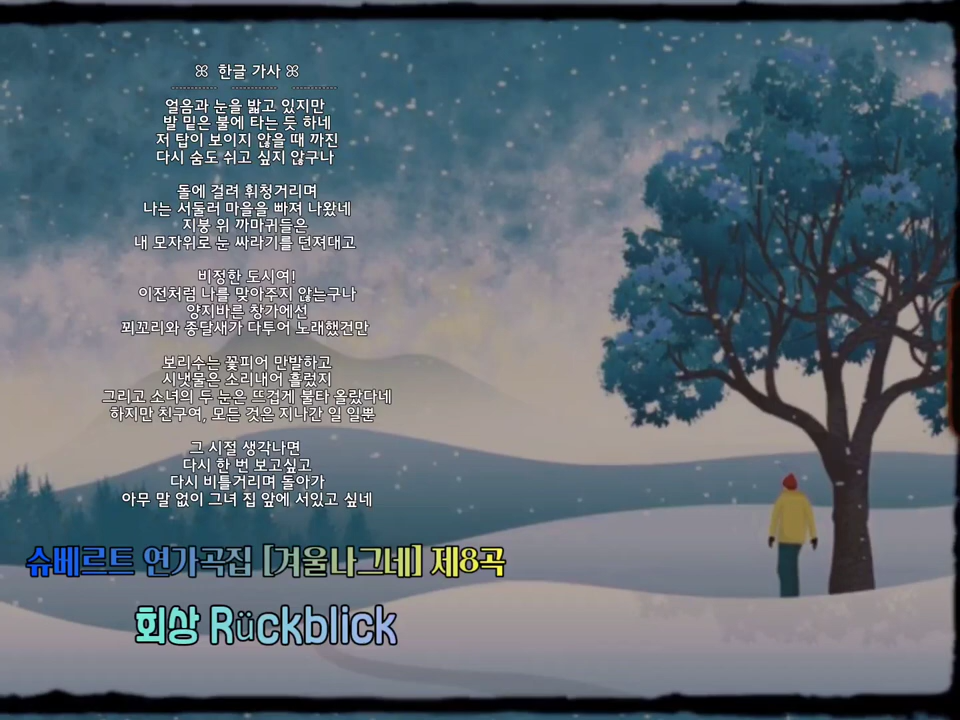 ꕤ 한글 가사 ꕤ
얼음과 눈을 밟고 있지만
발 밑은 불에 타는 듯 하네
저 탑이 보이지 않을 때 까진
다시 숨도 쉬고 싶지 않구나
돌에 걸려 휘청거리며
나는 서둘러 마을을 빠져 나왔네
지붕 위 까마귀들은
내 모자위로 눈 싸라기를 던져대고
비정한 도시여!
이전처럼 나를 맞아주지 않는구나
양지바른 창가에선
꾀꼬리와 종달새가 다투어 노래했건만
보리수는 꽃피어 만발하고
시냇물은 소리내어 흘렀지
그리고 소녀의 두 눈은 뜨겁게 불타 올랐다네
하지만 친구여, 모든 것은 지나간 일 일뿐
그 시절 생각나면
다시 한 번 보고싶고
다시 비틀거리며 돌아가
아무 말 없이 그녀 집 앞에 서있고 싶네
슈베르트 연가곡집 [겨울나그네] 제8곡
회상 Rückblick